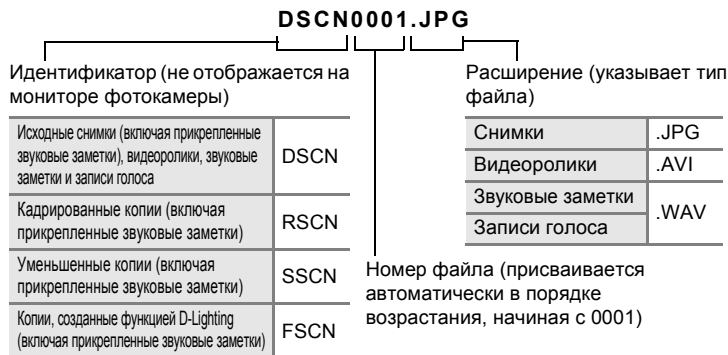 DSCN0001.JPG
Идентификатор (не отображается на
мониторе фотокамеры)
Исходные снимки (включая прикрепленные
звуковые заметки), видеоролики, звуковые
заметки и записи голоса
DSCN
Кадрированные копии (включая
прикрепленные звуковые заметки)
RSCN
Уменьшенные копии (включая
прикрепленные звуковые заметки)
SSCN
Копии, созданные функцией D-Lighting
(включая прикрепленные звуковые заметки)
FSCN
Номер файла (присваивается
автоматически в порядке
возрастания, начиная с 0001)
Расширение (указывает тип
файла)
Снимки .JPG
Видеоролики .AVI
Звуковые заметки
.WAV
Записи голоса